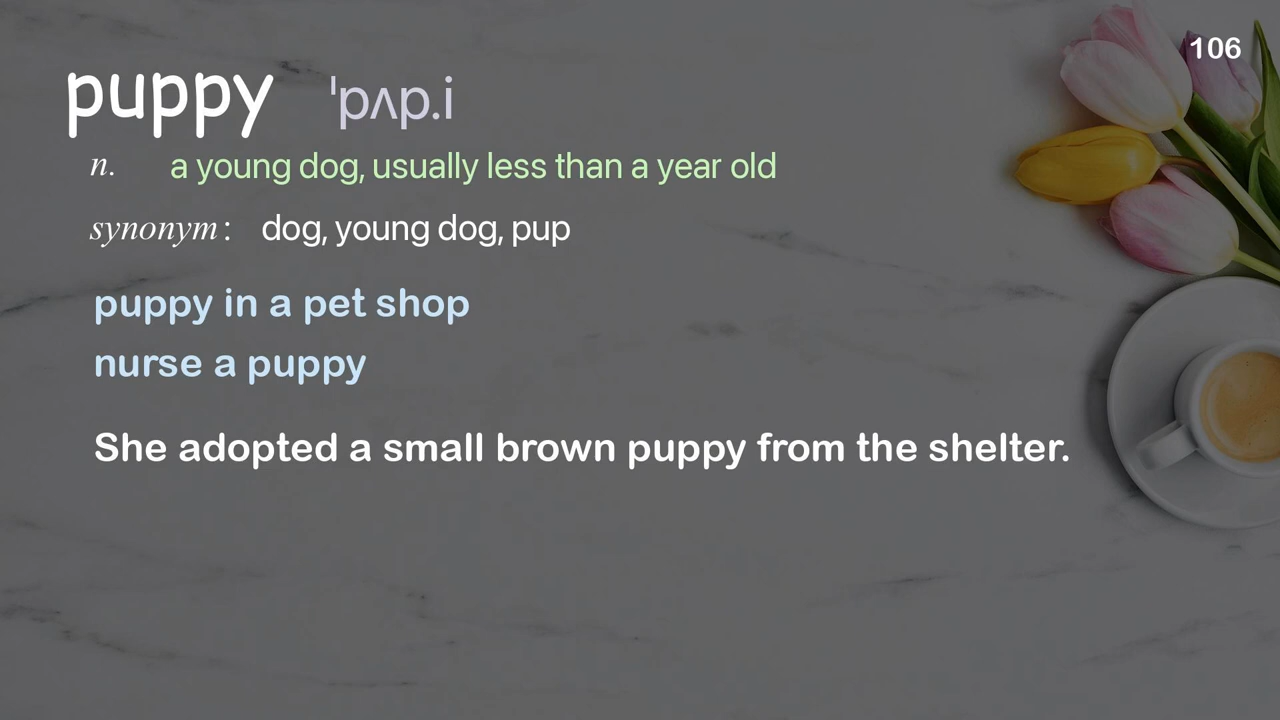 106
puppy ˈpʌp.i
n. a young dog, usually less than a year old
synonym: dog, young dog, pup
puppy in a pet shop
nurse a puppy
She adopted a small brown puppy from the shelter.